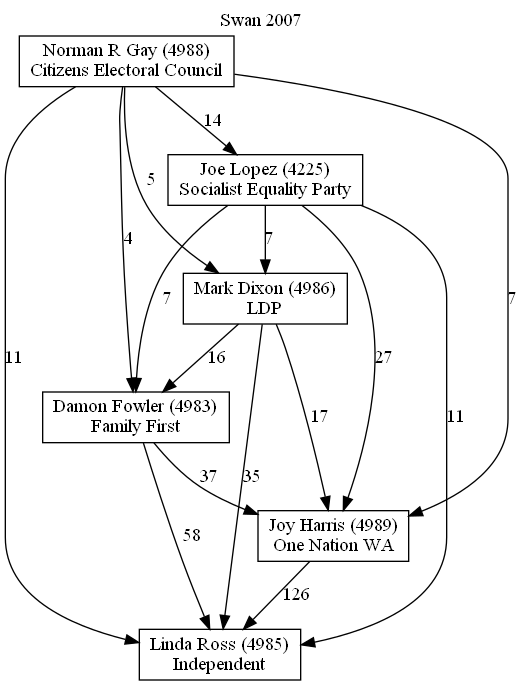 Swan 2007
Norman R Gay (4988)
Citizens Electoral Council
14
Joe Lopez (4225)
Socialist Equality Party
5
4
7
7
7
Mark Dixon (4986)
LDP
11
16
27
Damon Fowler (4983)
Family First
17
11
37
35
58
Joy Harris (4989)
One Nation WA
126
Linda Ross (4985)
Independent